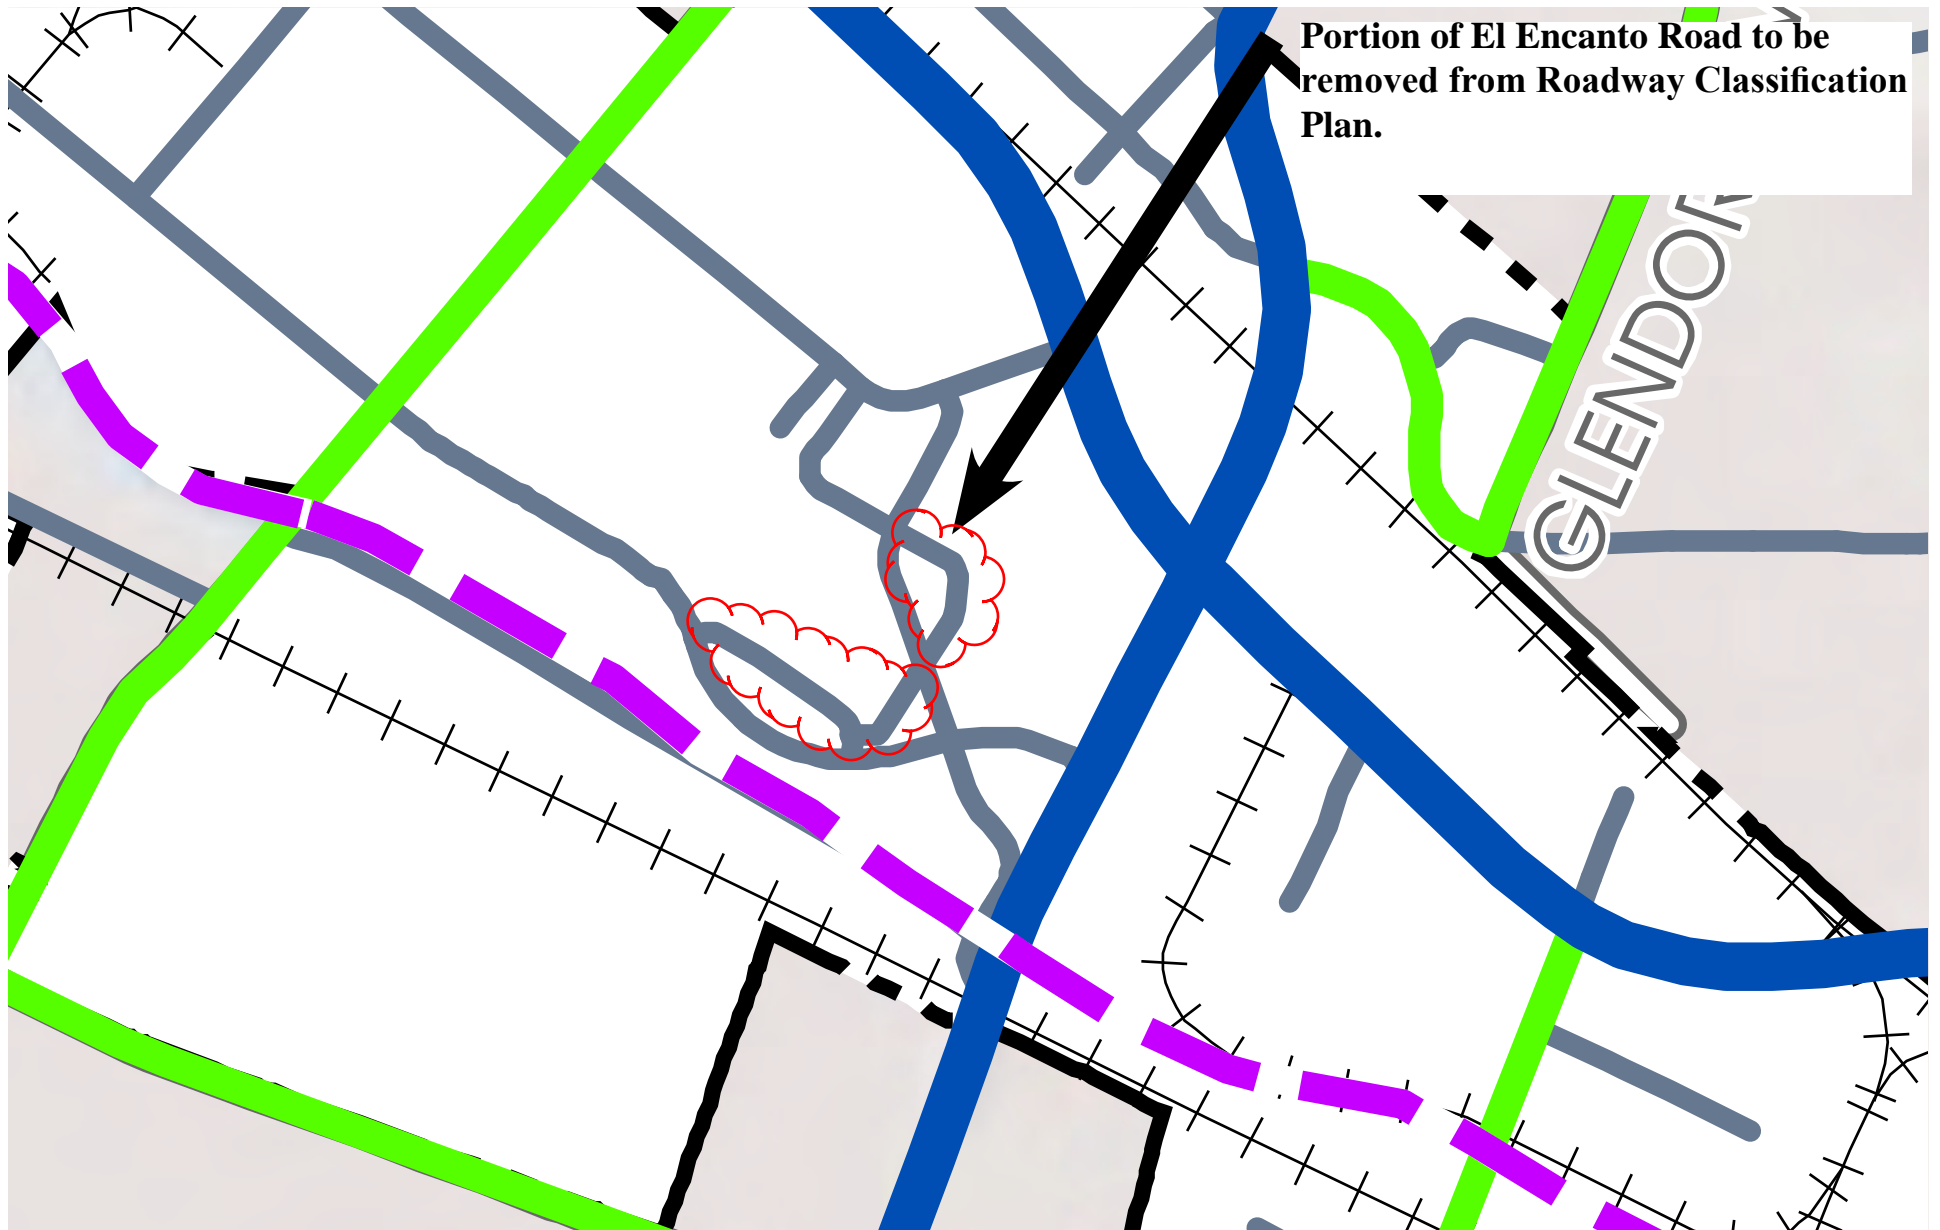 Portion of El Encanto Road to be
removed from Roadway Classification
Plan.
GLENDOR